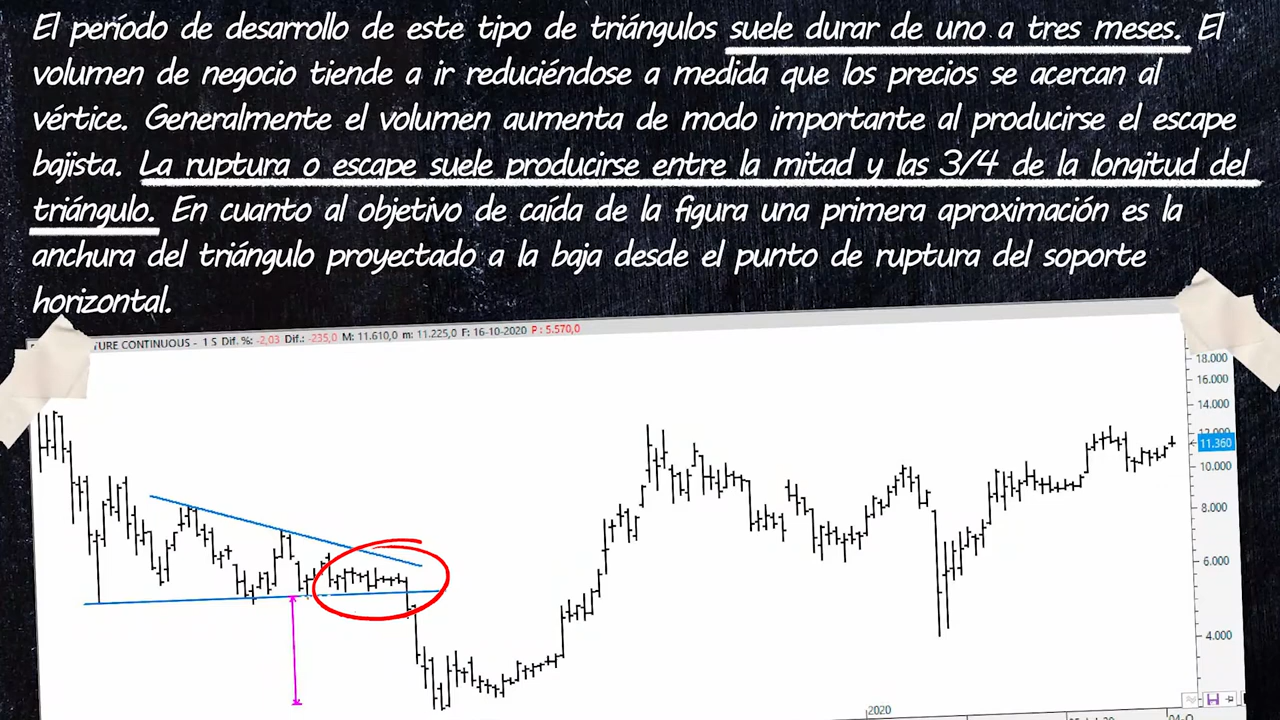 El período de desarrollo de este tipo de triángulos suele durar de uno a tres meses. El
volumen de negocio tiende a ir reduciéndose a medida que los precios se acercan al
vértice. Generalmente el volumen aumenta de modo importante al producirse el escape
bajista. La ruptura o escape suele producirse entre la mitad y las 3/4 de la longitud del
triángulo. En cuanto al objetivo de caída de la figura una primera aproximación es la
anchura del triángulo proyectado a la baja desde el punto de ruptura del soporte
horizontal.
TURE CONTINUOUS - 1 S Dif. %: -2,03 Dif.: -235,0 M: 11.610,0 m: 11.225,0 F: 16-10-2020 P: 5.570,0
18.000
16.000
14.000
12.000
11.360
10.000
8.000
6.000
4.000
2020